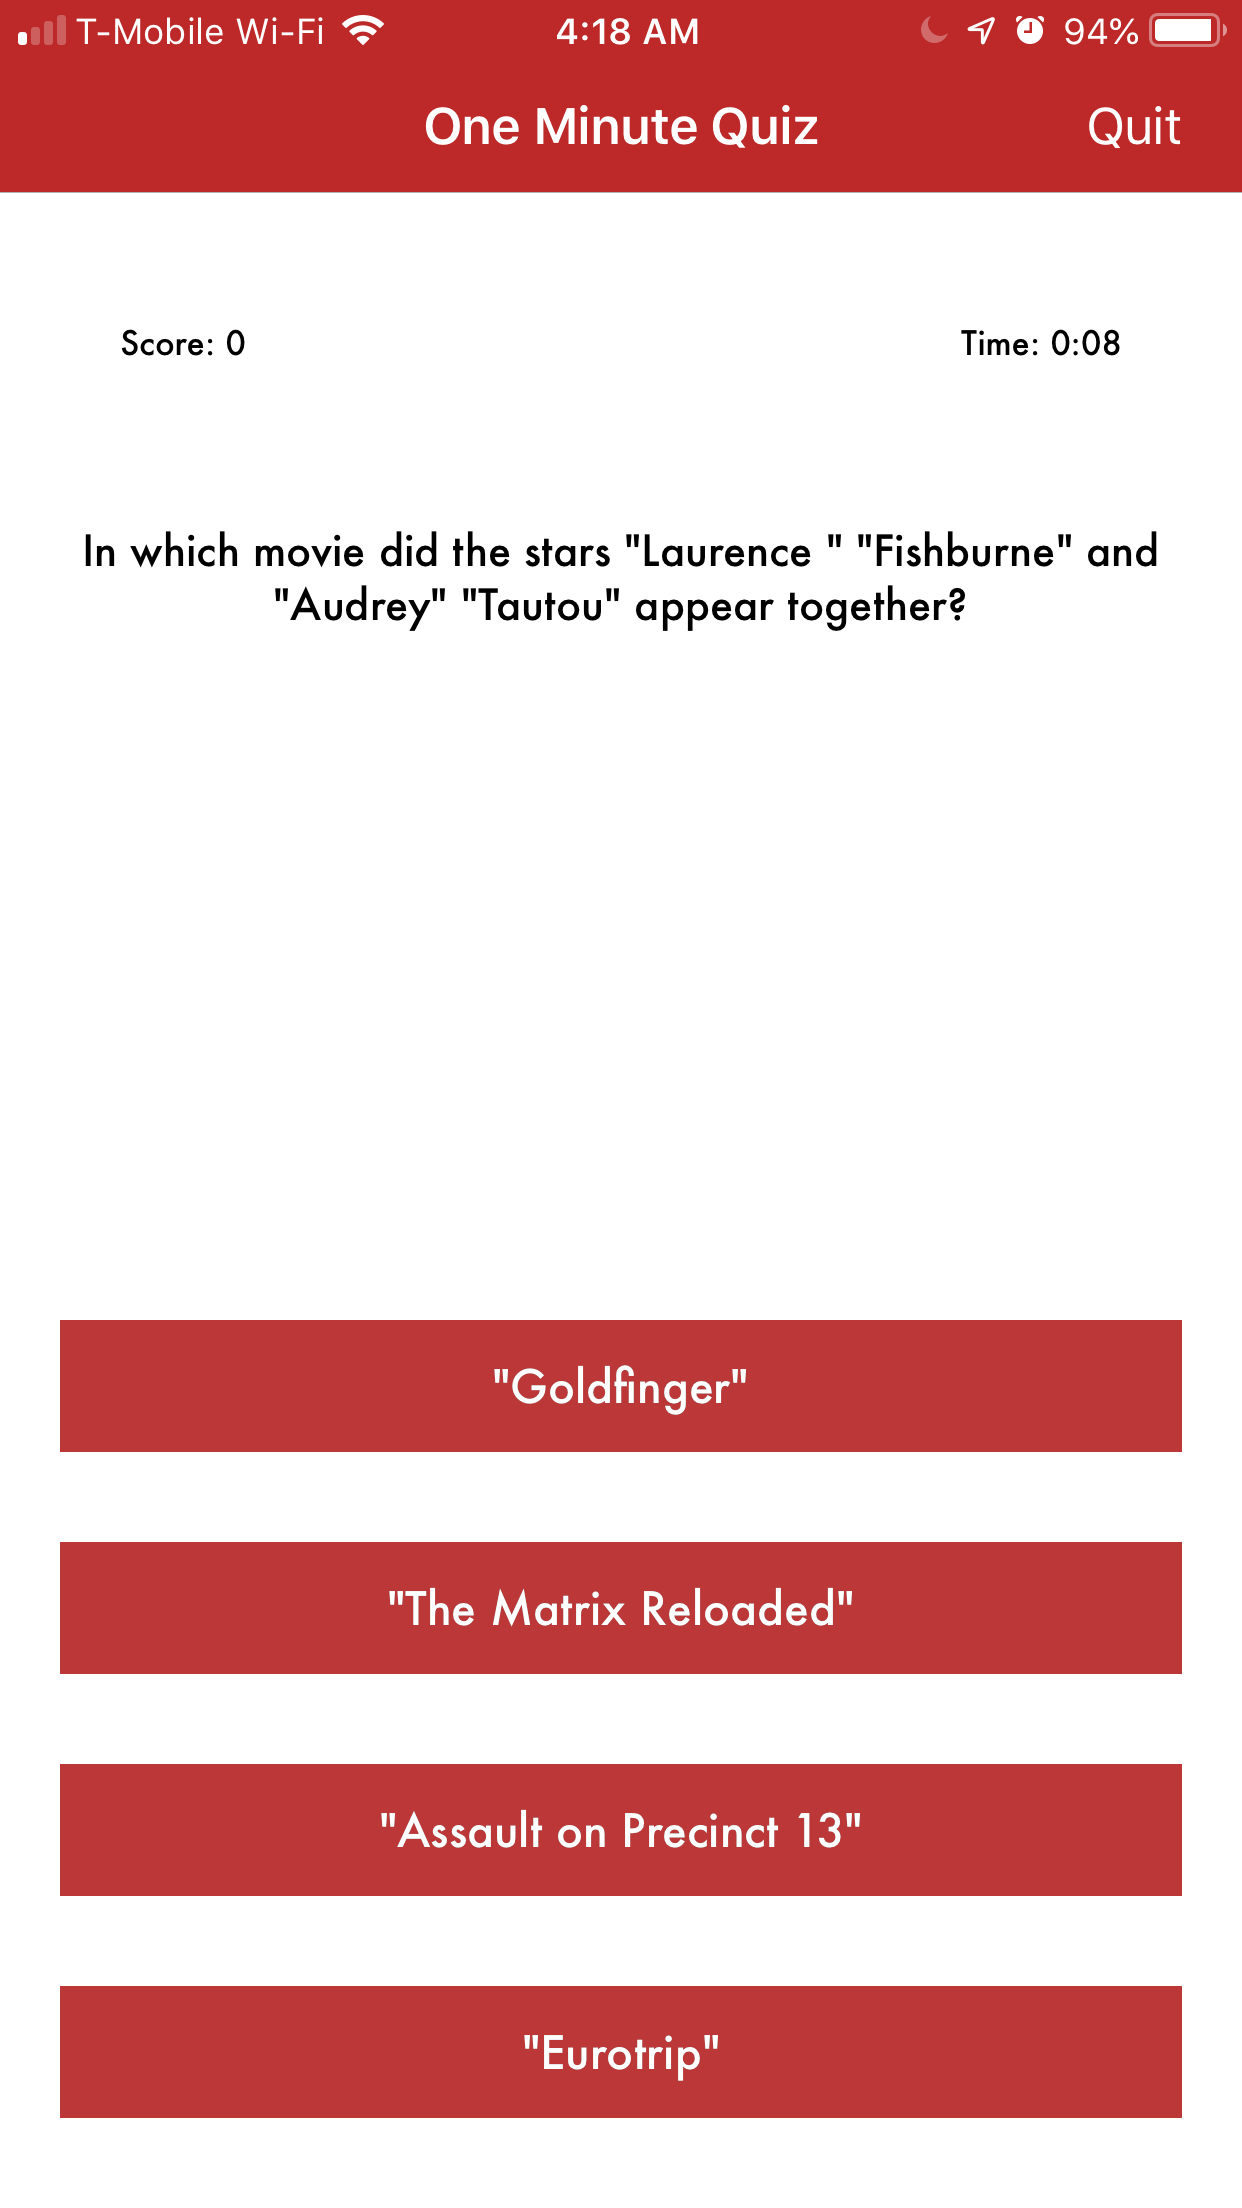 T-Mobile Wi-Fi 4:18 AM 94%
One Minute Quiz Quit
Score: 0 Time: 0:08
In which movie did the stars "Laurence " "Fishburne" and
"Audrey" "Tautou" appear together?
"Goldfinger"
"The Matrix Reloaded"
"Assault on Precinct 13"
"Eurotrip"